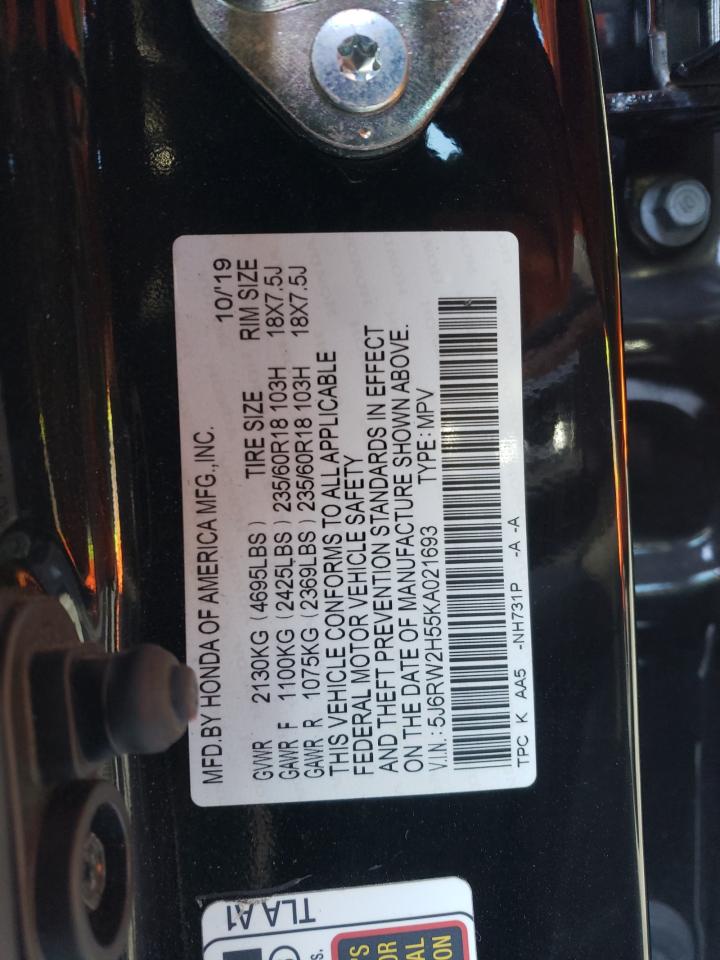 MFD.BY HONDA OF AMERICA MFG.,INC. 10/'19
GVWR 2130KG (4695LBS) TIRE SIZE RIM SIZE
GAWR F 1100KG (2425LBS) 235/60R18 103H 18X7.5J
GAWR R 1075KG (2369LBS) 235/60R18 103H 18X7.5J
THIS VEHICLE CONFORMS TO ALL APPLICABLE
FEDERAL MOTOR VEHICLE SAFETY
AND THEFT PREVENTION STANDARDS IN EFFECT
ON THE DATE OF MANUFACTURE SHOWN ABOVE.
V.I.N.: 5J6RW2H55KA021693 TYPE: MPV
TPC K AA5 -NH731P -A -A
TLA A1